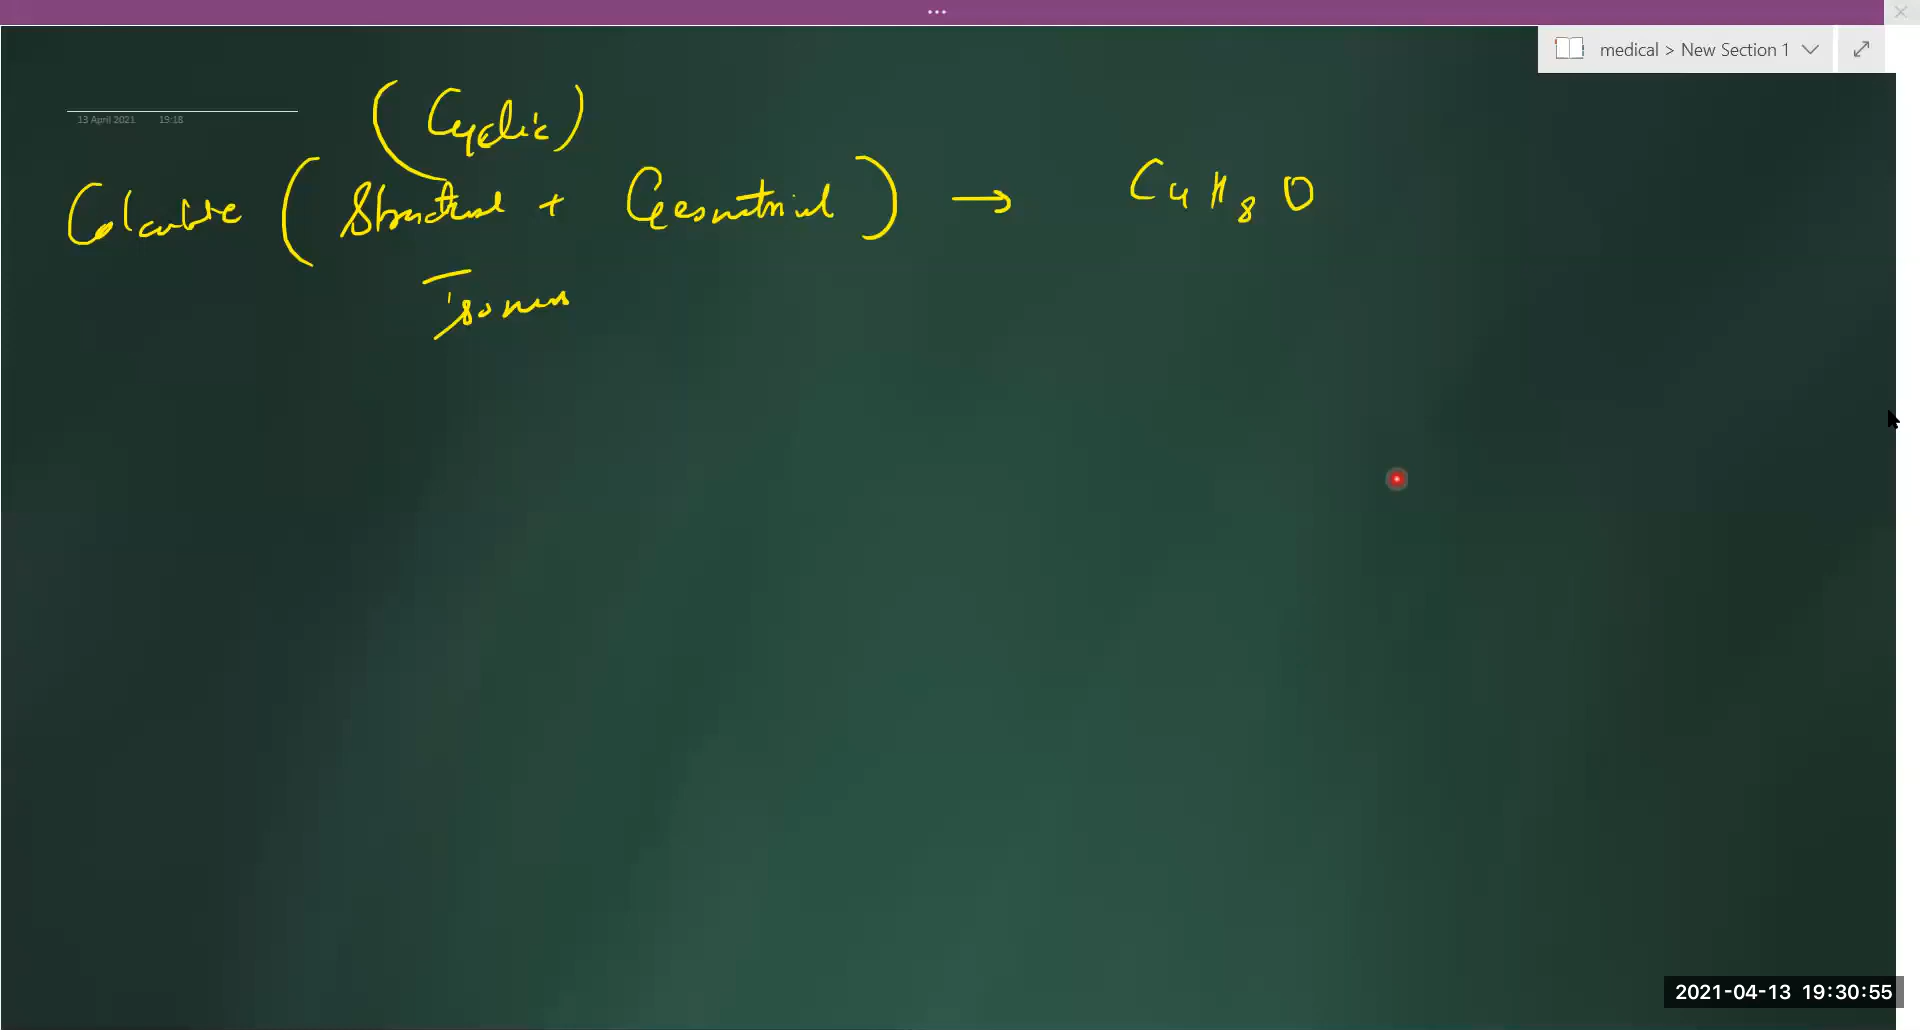 medical > New Section 1
13 April 2021 19:18
(Cyclic)
Calculate (Structural + Geometrical) → C4H8O
Isomers
2021-04-13 19:30:55